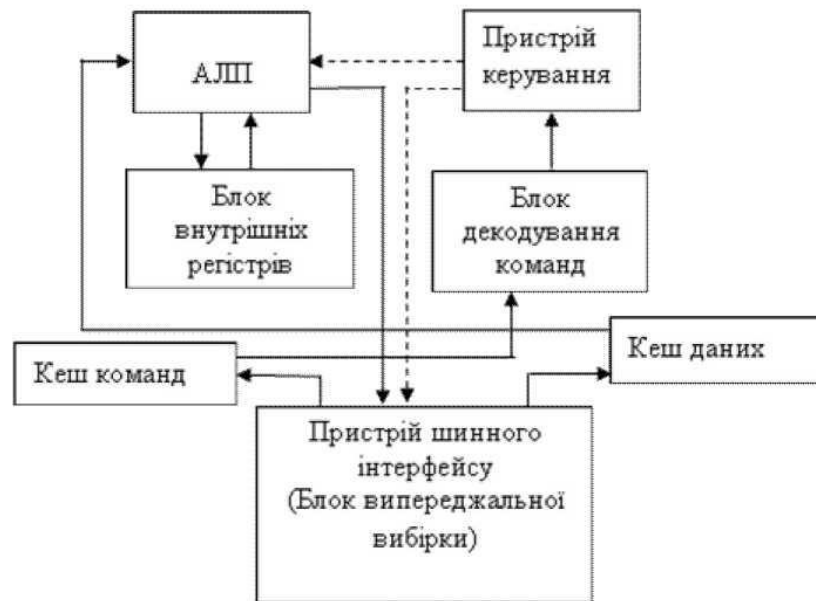 АЛП
Пристрій
керування
Блок
внутрішніх
регістрів
Блок
декодування
команд
Кеш команд
Кеш даних
Пристрій шинного
інтерфейсу
(Блок випереджальної
вибірки)